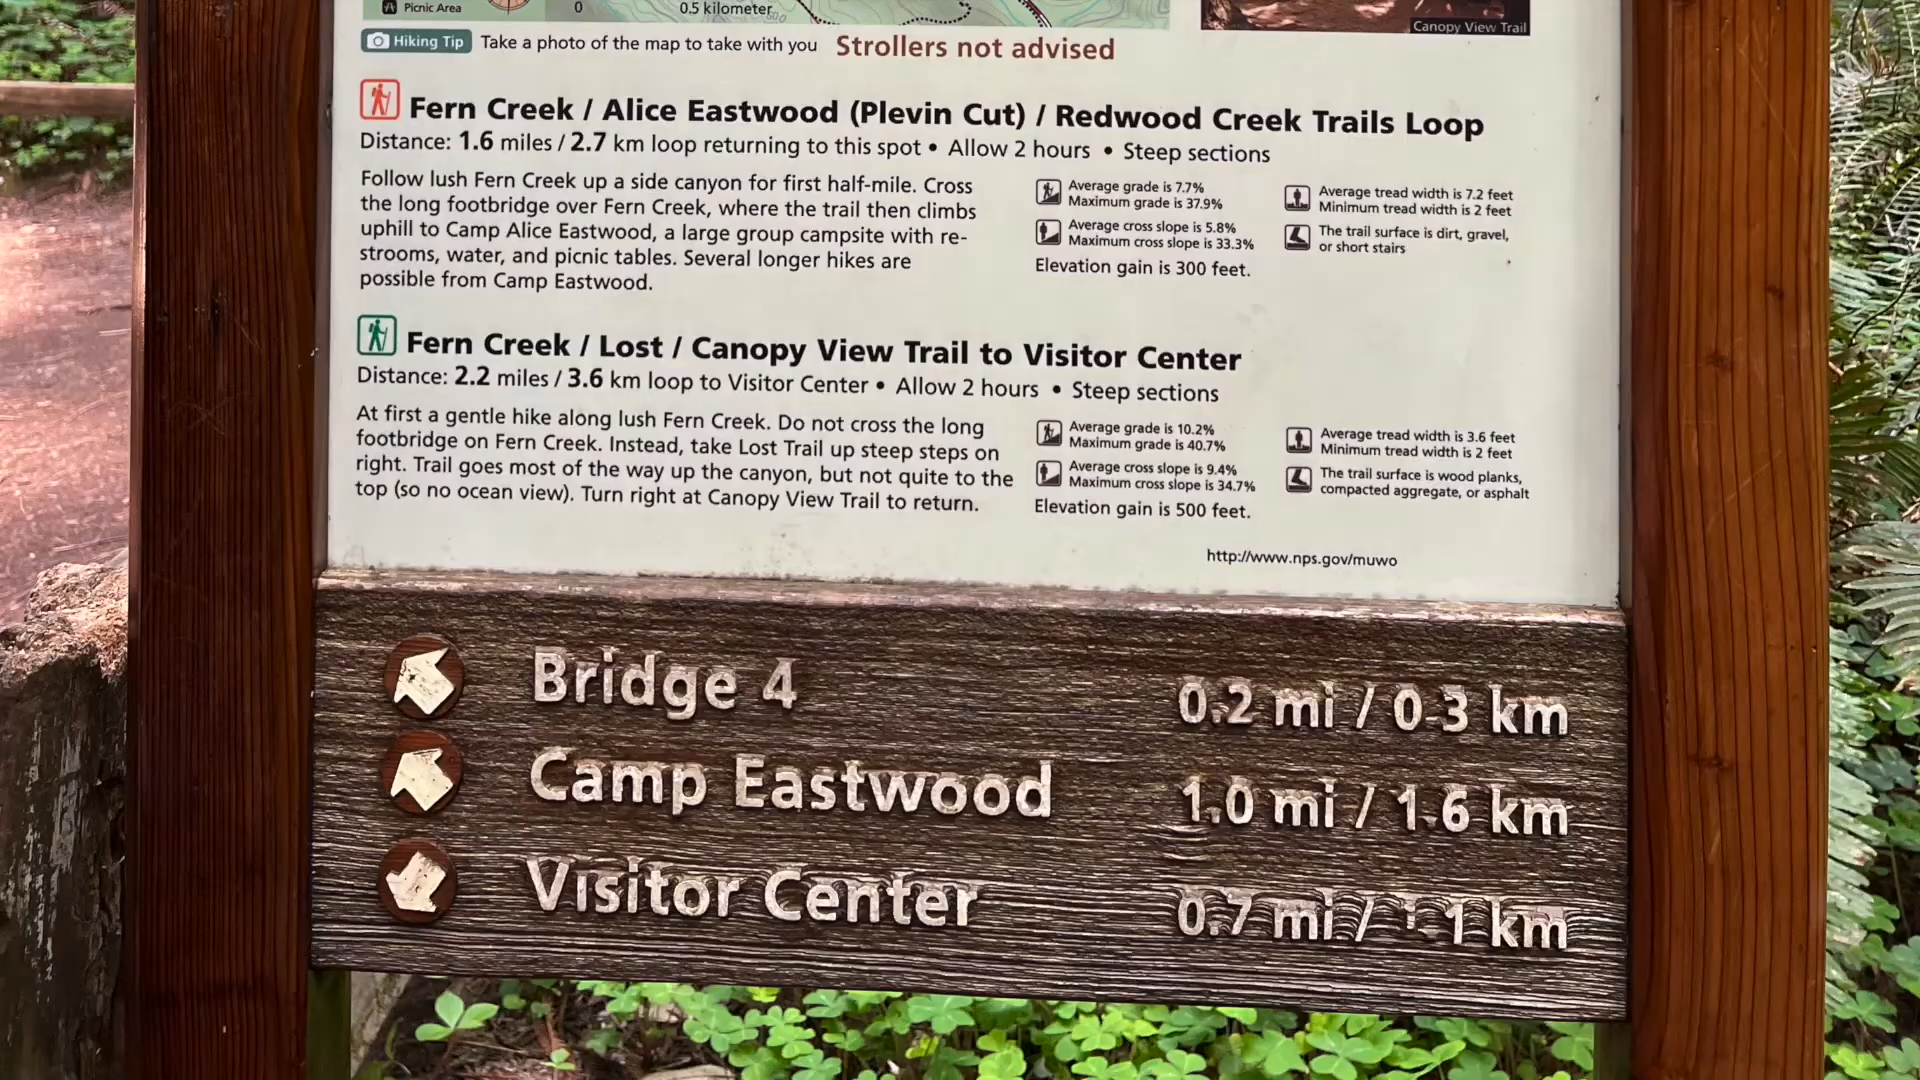 Picnic Area
0
0.5 kilometer
Canopy View Trail
Hiking Tip
Take a photo of the map to take with you
Strollers not advised
Fern Creek / Alice Eastwood (Plevin Cut) / Redwood Creek Trails Loop
Distance: 1.6 miles / 2.7 km loop returning to this spot • Allow 2 hours • Steep sections
Follow lush Fern Creek up a side canyon for first half-mile. Cross
the long footbridge over Fern Creek, where the trail then climbs
uphill to Camp Alice Eastwood, a large group campsite with re-
strooms, water, and picnic tables. Several longer hikes are
possible from Camp Eastwood.
Average grade is 7.7%
Maximum grade is 37.9%
Average cross slope is 5.8%
Maximum cross slope is 33.3%
Elevation gain is 300 feet.
Average tread width is 7.2 feet
Minimum tread width is 2 feet
The trail surface is dirt, gravel,
or short stairs
Fern Creek / Lost / Canopy View Trail to Visitor Center
Distance: 2.2 miles / 3.6 km loop to Visitor Center • Allow 2 hours • Steep sections
At first a gentle hike along lush Fern Creek. Do not cross the long
footbridge on Fern Creek. Instead, take Lost Trail up steep steps on
right. Trail goes most of the way up the canyon, but not quite to the
top (so no ocean view). Turn right at Canopy View Trail to return.
Average grade is 10.2%
Maximum grade is 40.7%
Average cross slope is 9.4%
Maximum cross slope is 34.7%
Elevation gain is 500 feet.
Average tread width is 3.6 feet
Minimum tread width is 2 feet
The trail surface is wood planks,
compacted aggregate, or asphalt
http://www.nps.gov/muwo
Bridge 4 0.2 mi / 0.3 km
Camp Eastwood 1.0 mi / 1.6 km
Visitor Center 0.7 mi / 1.1 km